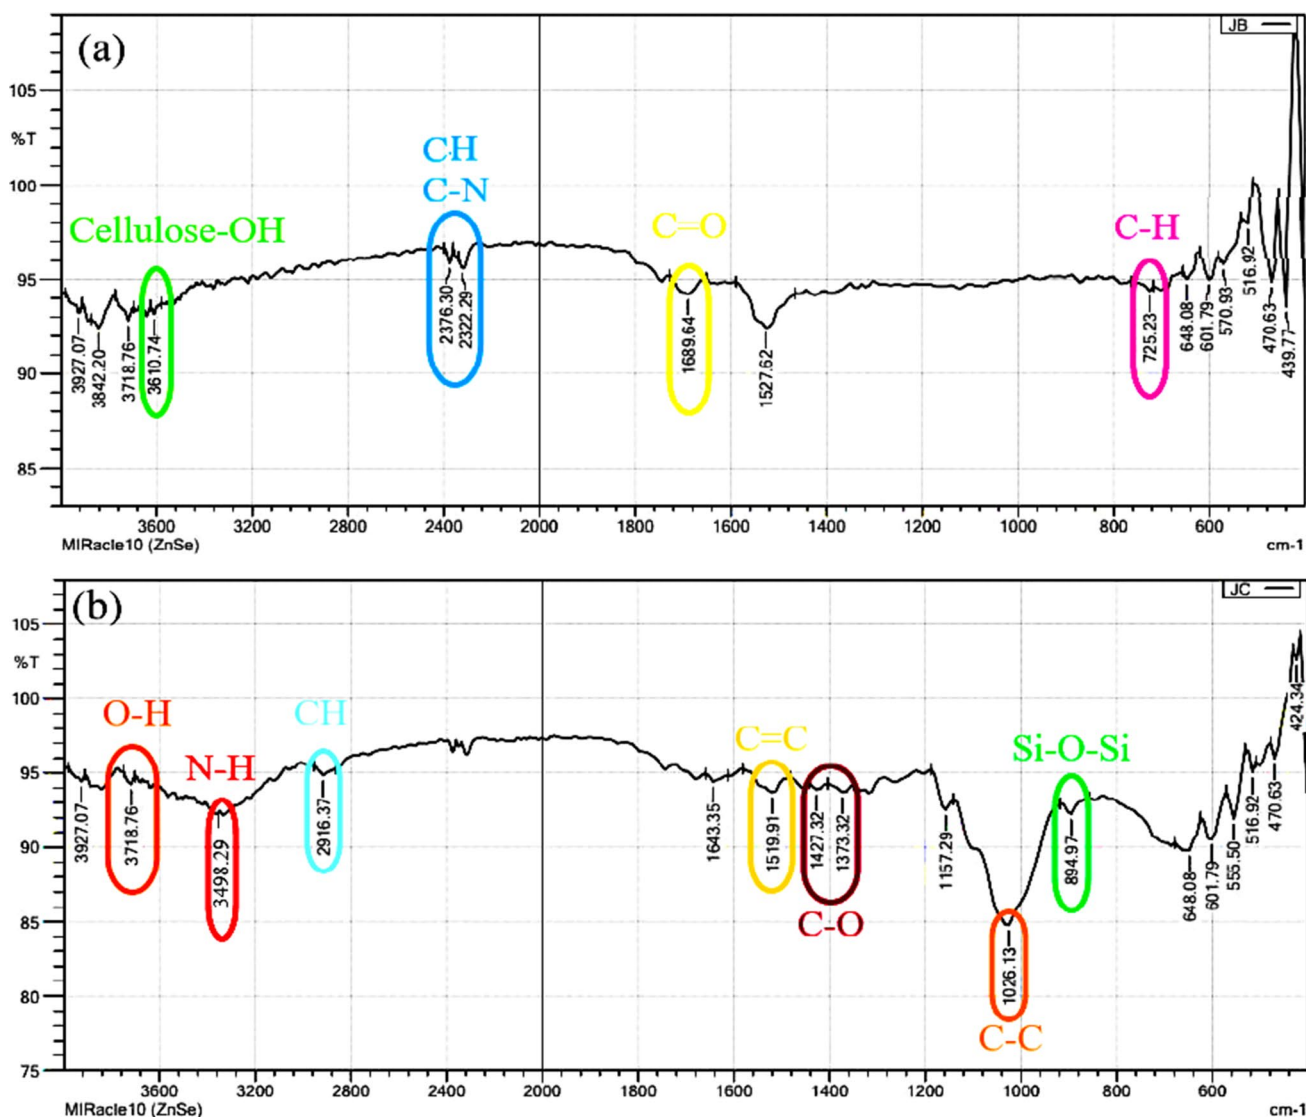 (a)
JB
105
%T
100
95
90
85
CH
C-N
Cellulose-OH
C=O
C-H
3927.07
3842.20
3718.76
3610.74
2376.30
2322.29
1689.64
1527.62
725.23
648.08
601.79
570.93
516.92
470.63
439.77
3600 3200 2800 2400 2000 1600 1400 1200 1000 800 600
MIRacle10 (ZnSe) cm-1
(b)
JC
105
%T
100
95
90
85
80
75
O-H
N-H
CH
C=C
C-O
C-C
Si-O-Si
3927.07
3718.76
3498.29
2916.37
1643.35
1519.91
1427.32
1373.32
1157.29
1026.13
894.97
648.08
601.79
555.50
516.92
470.63
424.34
3600 3200 2800 2400 2000 1600 1400 1200 1000 800 600
MIRacle10 (ZnSe) cm-1